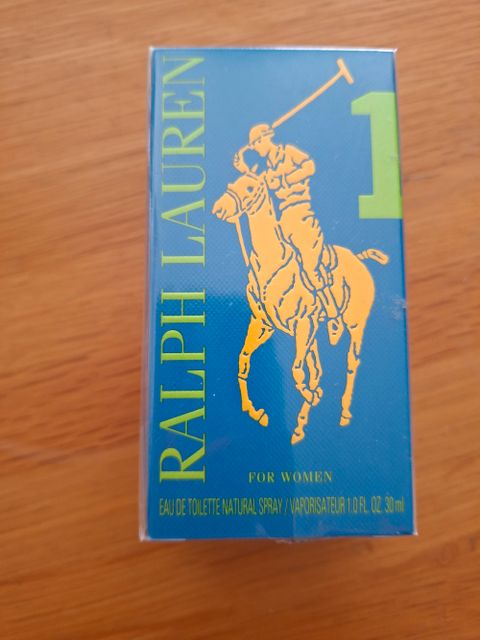 RALPH LAUREN
1
FOR WOMEN
EAU DE TOILETTE NATURAL SPRAY / VAPORISATEUR 1.0 FL. OZ. 30 ml